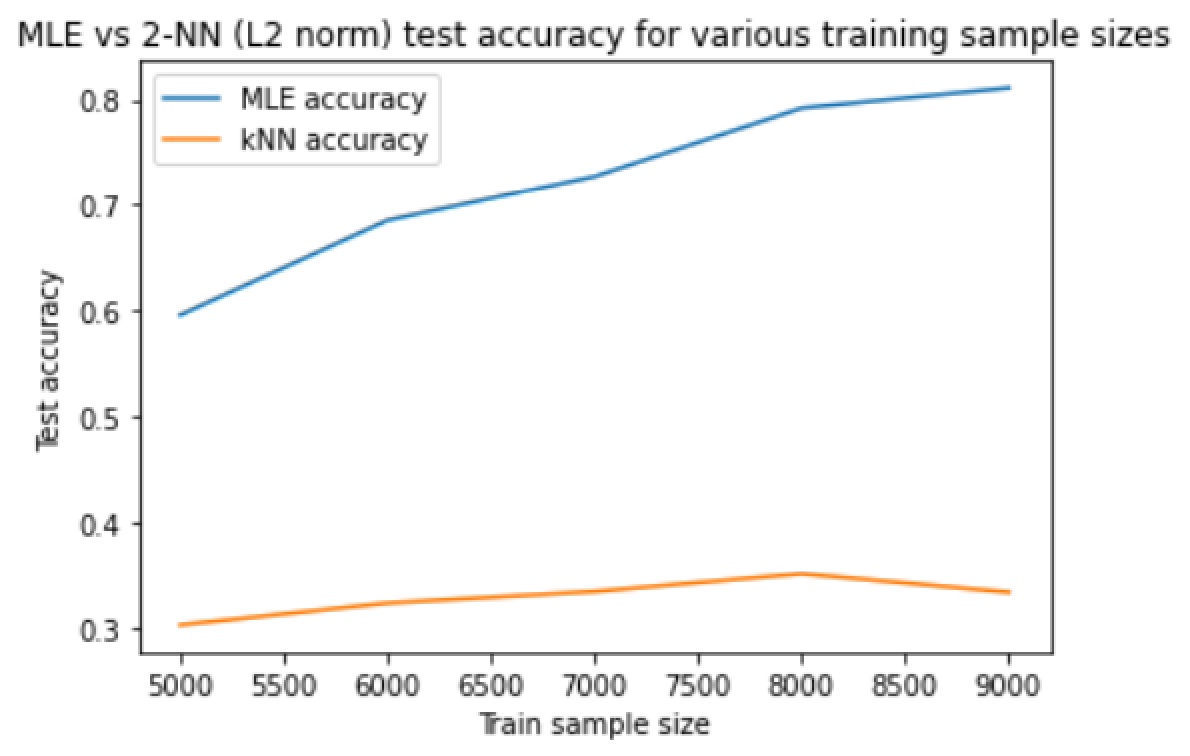 MLE vs 2-NN (L2 norm) test accuracy for various training sample sizes
MLE accuracy
kNN accuracy
Test accuracy
0.8
0.7
0.6
0.5
0.4
0.3
5000 5500 6000 6500 7000 7500 8000 8500 9000
Train sample size